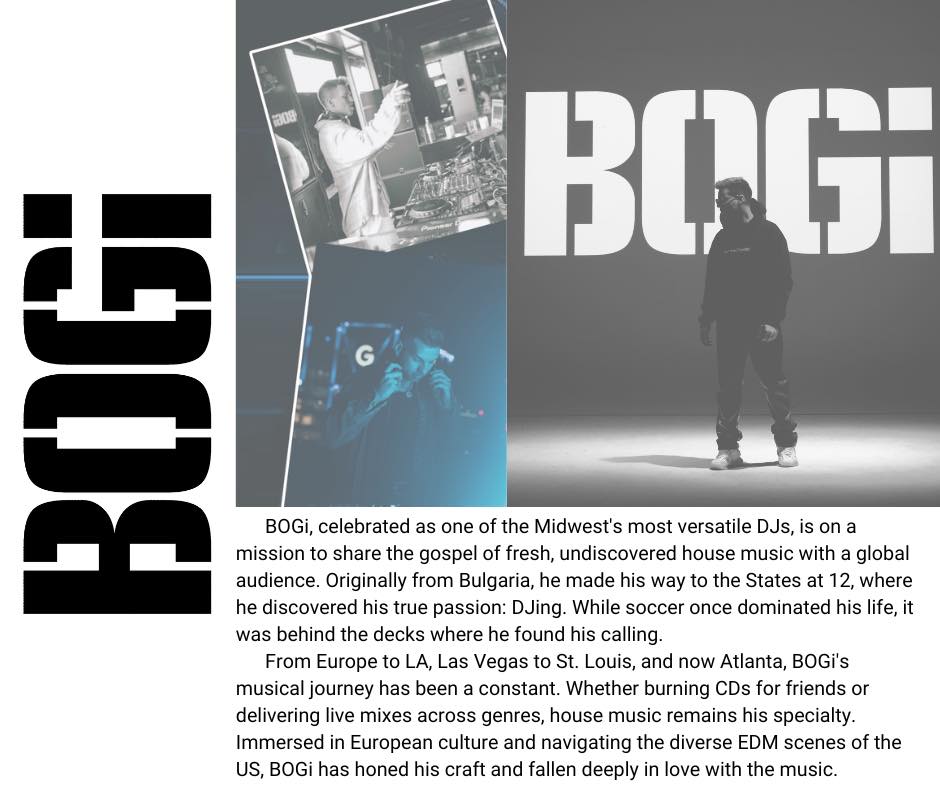 BOGi
BOGi
BOGi
Pioneer DJ
G
BOGi, celebrated as one of the Midwest's most versatile DJs, is on a
mission to share the gospel of fresh, undiscovered house music with a global
audience. Originally from Bulgaria, he made his way to the States at 12, where
he discovered his true passion: DJing. While soccer once dominated his life, it
was behind the decks where he found his calling.
From Europe to LA, Las Vegas to St. Louis, and now Atlanta, BOGi's
musical journey has been a constant. Whether burning CDs for friends or
delivering live mixes across genres, house music remains his specialty.
Immersed in European culture and navigating the diverse EDM scenes of the
US, BOGi has honed his craft and fallen deeply in love with the music.